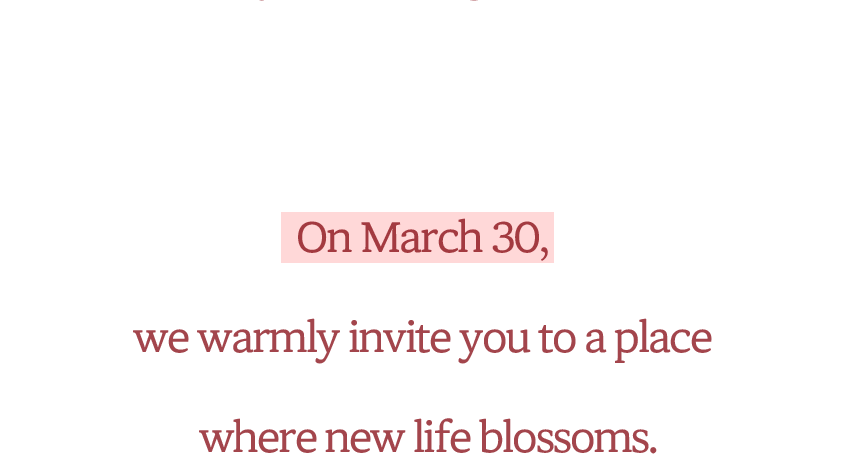 On March 30,
we warmly invite you to a place
where new life blossoms.